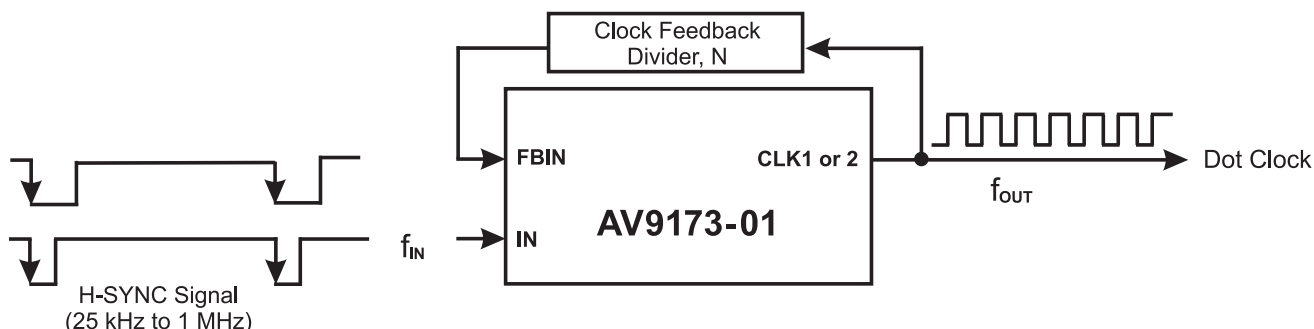 Clock Feedback
Divider, N
FBIN
CLK1 or 2
Dot Clock
fOUT
AV9173-01
fIN
IN
H-SYNC Signal
(25 kHz to 1 MHz)